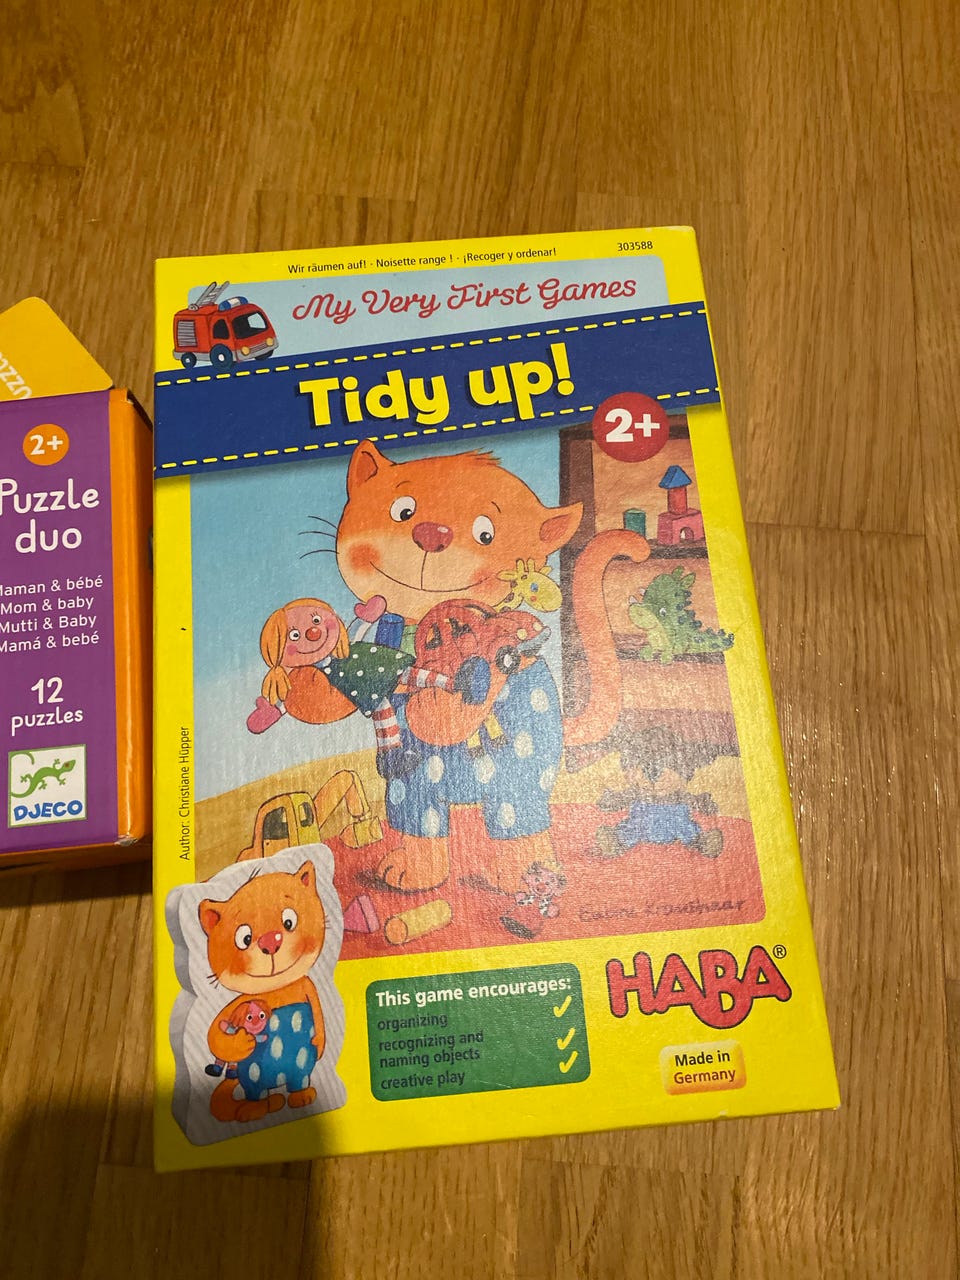 Wir räumen auf! · Noisette range ! · ¡Recoger y ordenar!
303588
My Very First Games
Tidy up!
2+
Author: Christiane Hüpper
This game encourages:
organizing
recognizing and
naming objects
creative play
HABA®
Made in
Germany
2+
Puzzle
duo
Maman & bébé
Mom & baby
Mutti & Baby
Mamá & bebé
12
puzzles
DJECO